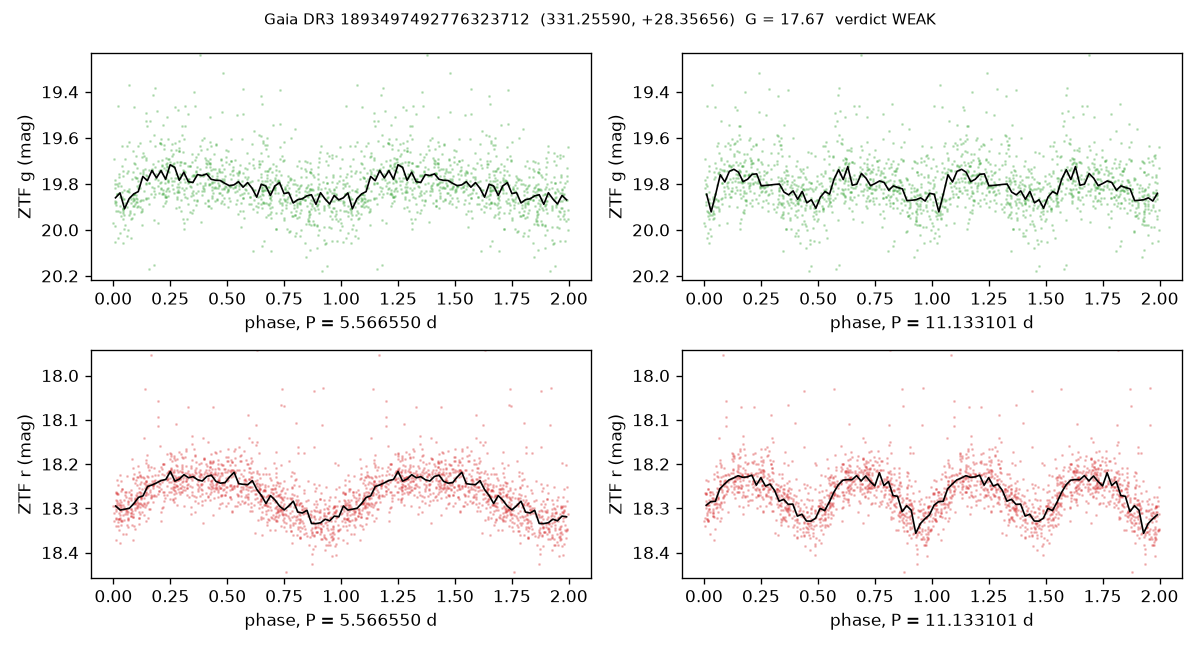 Gaia DR3 1893497492776323712  (331.25590, +28.35656)  G = 17.67  verdict WEAK
ZTF g (mag)
19.4
19.6
19.8
20.0
20.2
0.00 0.25 0.50 0.75 1.00 1.25 1.50 1.75 2.00
phase, P = 5.566550 d
ZTF g (mag)
19.4
19.6
19.8
20.0
20.2
0.00 0.25 0.50 0.75 1.00 1.25 1.50 1.75 2.00
phase, P = 11.133101 d
ZTF r (mag)
18.0
18.1
18.2
18.3
18.4
0.00 0.25 0.50 0.75 1.00 1.25 1.50 1.75 2.00
phase, P = 5.566550 d
ZTF r (mag)
18.0
18.1
18.2
18.3
18.4
0.00 0.25 0.50 0.75 1.00 1.25 1.50 1.75 2.00
phase, P = 11.133101 d